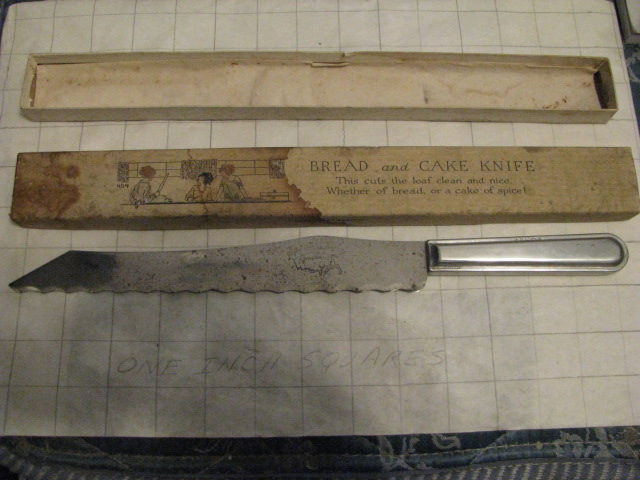 BREAD and CAKE KNIFE
This cuts the loaf clean and nice,
Whether of bread, or a cake of spice!
ONE INCH SQUARES